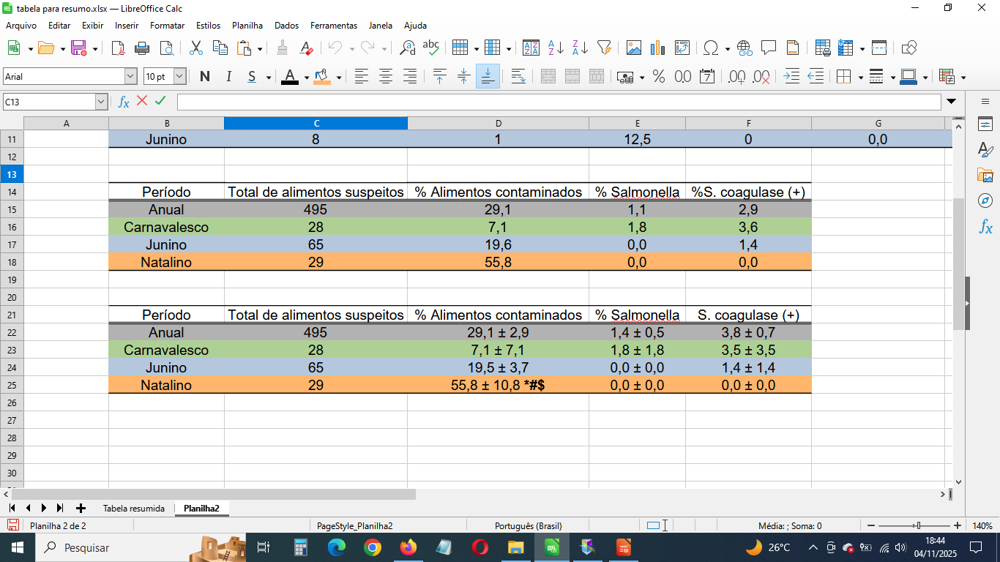 tabela para resumo.xlsx — LibreOffice Calc
Arquivo Editar Exibir Inserir Formatar Estilos Planilha Dados Ferramentas Janela Ajuda
Arial 10 pt N I S
C13
A B C D E F G
11 Junino 8 1 12,5 0 0,0
12
13
14 Período Total de alimentos suspeitos % Alimentos contaminados % Salmonella %S. coagulase (+)
15 Anual 495 29,1 1,1 2,9
16 Carnavalesco 28 7,1 1,8 3,6
17 Junino 65 19,6 0,0 1,4
18 Natalino 29 55,8 0,0 0,0
19
20
21 Período Total de alimentos suspeitos % Alimentos contaminados % Salmonella S. coagulase (+)
22 Anual 495 29,1 ± 2,9 1,4 ± 0,5 3,8 ± 0,7
23 Carnavalesco 28 7,1 ± 7,1 1,8 ± 1,8 3,5 ± 3,5
24 Junino 65 19,5 ± 3,7 0,0 ± 0,0 1,4 ± 1,4
25 Natalino 29 55,8 ± 10,8 *#$ 0,0 ± 0,0 0,0 ± 0,0
26
27
28
29
30
Tabela resumida Planilha2
Planilha 2 de 2 PageStyle_Planilha2 Português (Brasil) Média: ; Soma: 0 140%
Pesquisar 26°C 18:44
04/11/2025